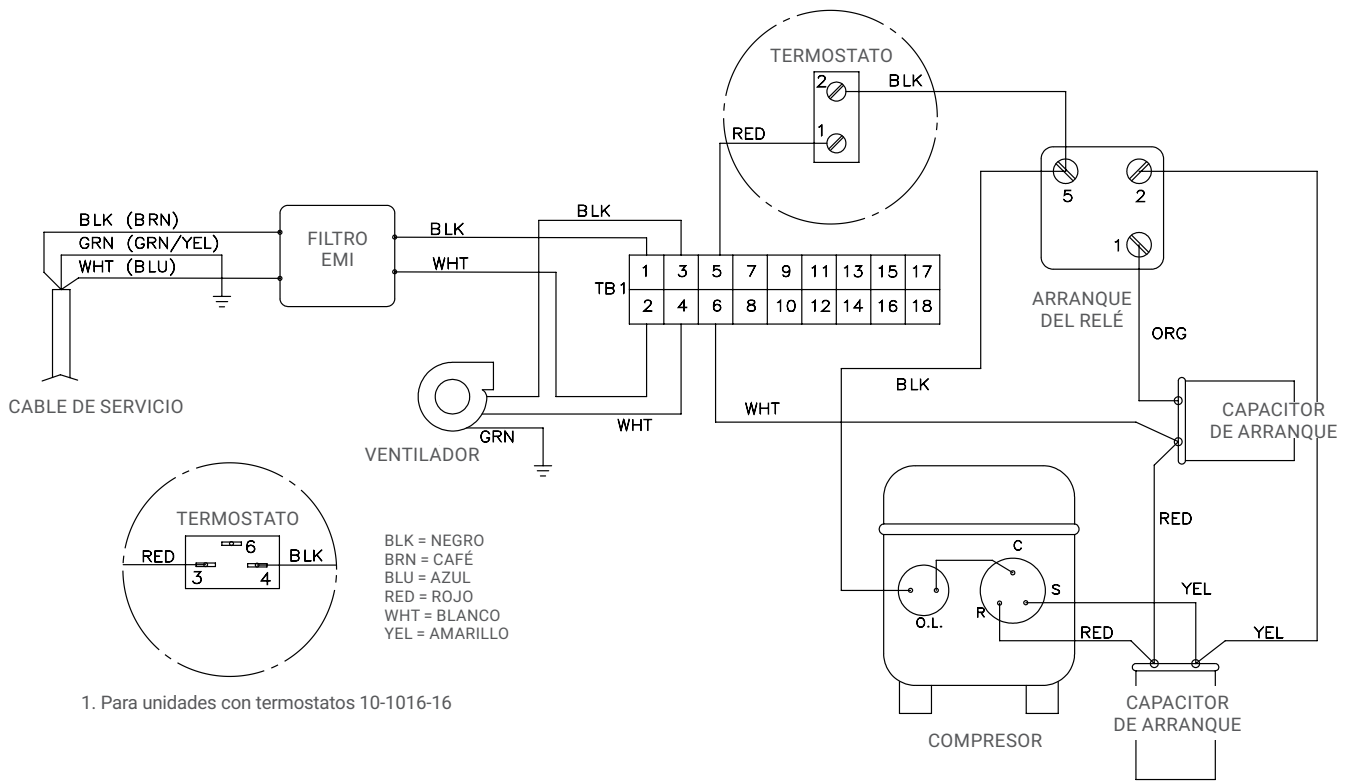 TERMOSTATO
2
BLK
RED
1
5
2
1
ARRANQUE
DEL RELÉ
ORG
BLK (BRN)
GRN (GRN/YEL)
WHT (BLU)
FILTRO
EMI
BLK
WHT
BLK
TB1
1 3 5 7 9 11 13 15 17
2 4 6 8 10 12 14 16 18
CABLE DE SERVICIO
VENTILADOR
GRN
WHT
WHT
BLK
CAPACITOR
DE ARRANQUE
RED
TERMOSTATO
RED
6
BLK
3
4
BLK = NEGRO
BRN = CAFÉ
BLU = AZUL
RED = ROJO
WHT = BLANCO
YEL = AMARILLO
1. Para unidades con termostatos 10-1016-16
C
S
R
O.L.
YEL
RED
YEL
COMPRESOR
CAPACITOR
DE ARRANQUE